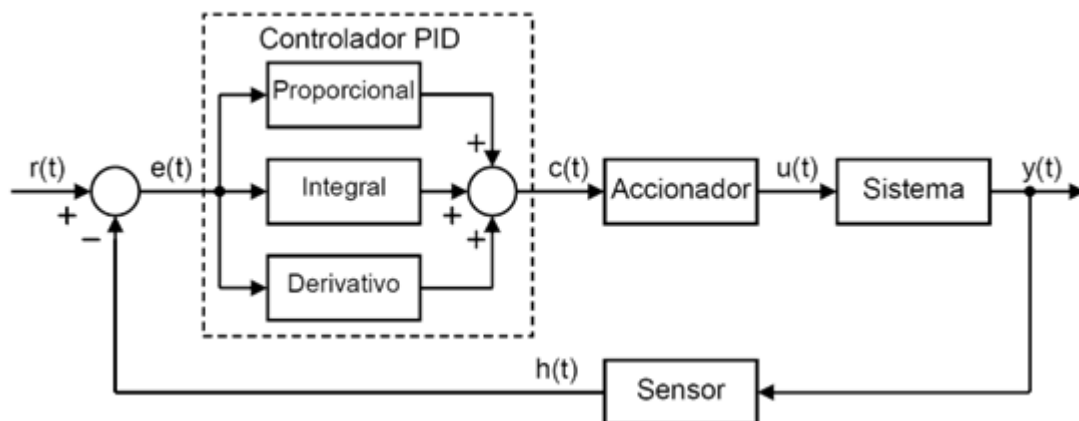 Controlador PID
Proporcional
+
r(t)
e(t)
Integral
c(t)
Accionador
u(t)
Sistema
y(t)
+
+
−
+
Derivativo
h(t)
Sensor